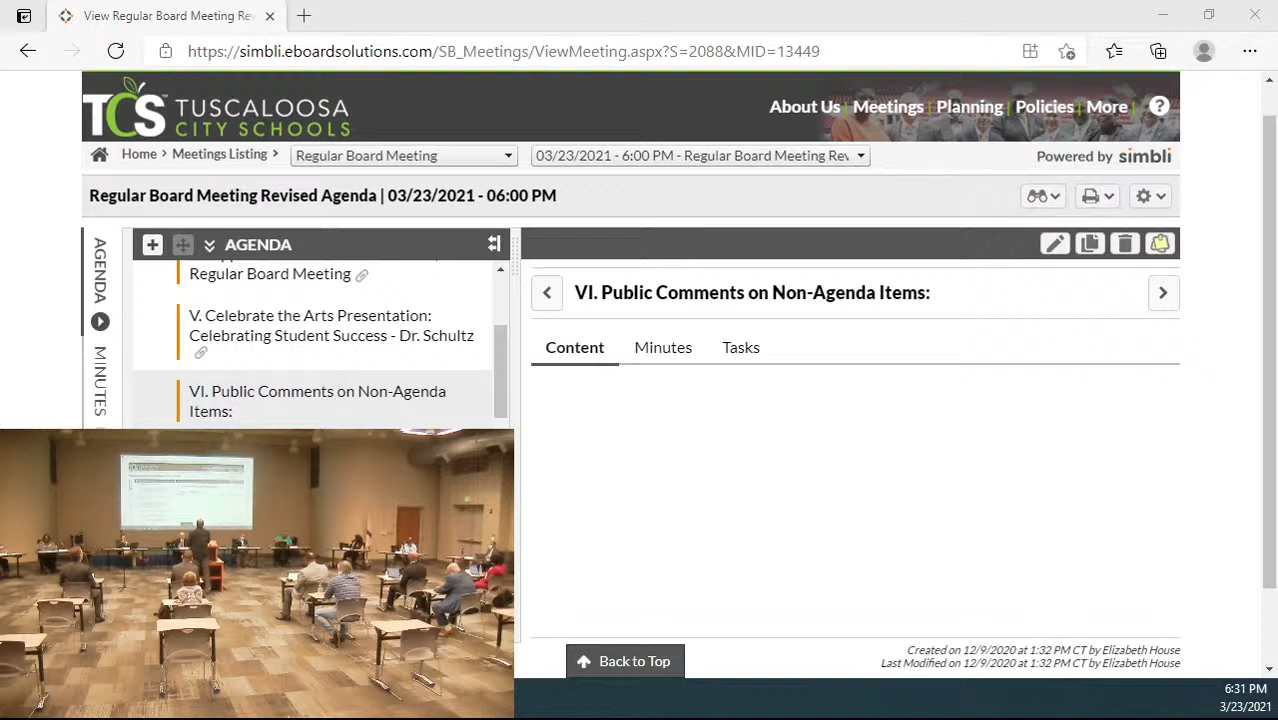 View Regular Board Meeting Rev
https://simbli.eboardsolutions.com/SB_Meetings/ViewMeeting.aspx?S=2088&MID=13449
TCS TUSCALOOSA
CITY SCHOOLS
About Us Meetings Planning Policies More ?
Home Meetings Listing Regular Board Meeting 03/23/2021 - 6:00 PM - Regular Board Meeting Rev Powered by simbli
Regular Board Meeting Revised Agenda | 03/23/2021 - 06:00 PM
AGENDA
MINUTES
AGENDA
Regular Board Meeting
V. Celebrate the Arts Presentation:
Celebrating Student Success - Dr. Schultz
VI. Public Comments on Non-Agenda
Items:
VI. Public Comments on Non-Agenda Items:
Content Minutes Tasks
Back to Top
Created on 12/9/2020 at 1:32 PM CT by Elizabeth House
Last Modified on 12/9/2020 at 1:32 PM CT by Elizabeth House
6:31 PM
3/23/2021